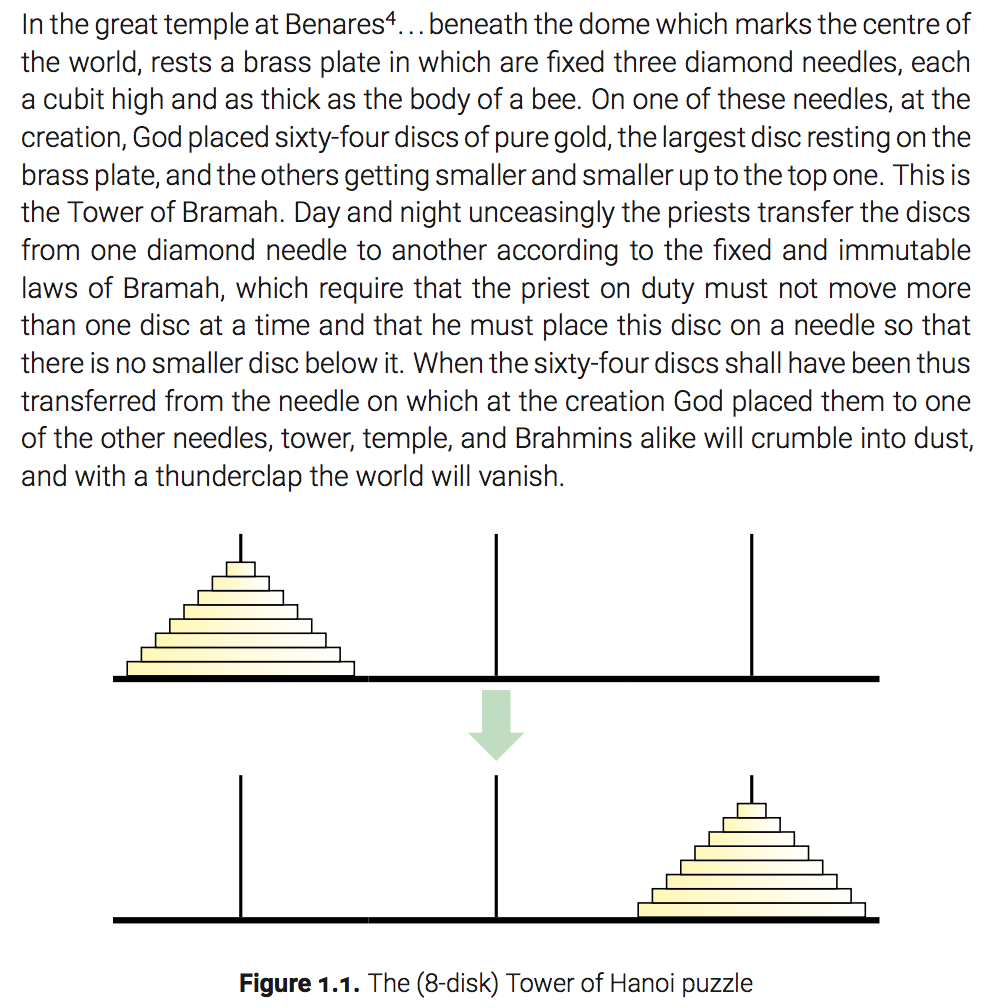 In the great temple at Benares⁴...beneath the dome which marks the centre of
the world, rests a brass plate in which are fixed three diamond needles, each
a cubit high and as thick as the body of a bee. On one of these needles, at the
creation, God placed sixty-four discs of pure gold, the largest disc resting on the
brass plate, and the others getting smaller and smaller up to the top one. This is
the Tower of Bramah. Day and night unceasingly the priests transfer the discs
from one diamond needle to another according to the fixed and immutable
laws of Bramah, which require that the priest on duty must not move more
than one disc at a time and that he must place this disc on a needle so that
there is no smaller disc below it. When the sixty-four discs shall have been thus
transferred from the needle on which at the creation God placed them to one
of the other needles, tower, temple, and Brahmins alike will crumble into dust,
and with a thunderclap the world will vanish.
Figure 1.1. The (8-disk) Tower of Hanoi puzzle